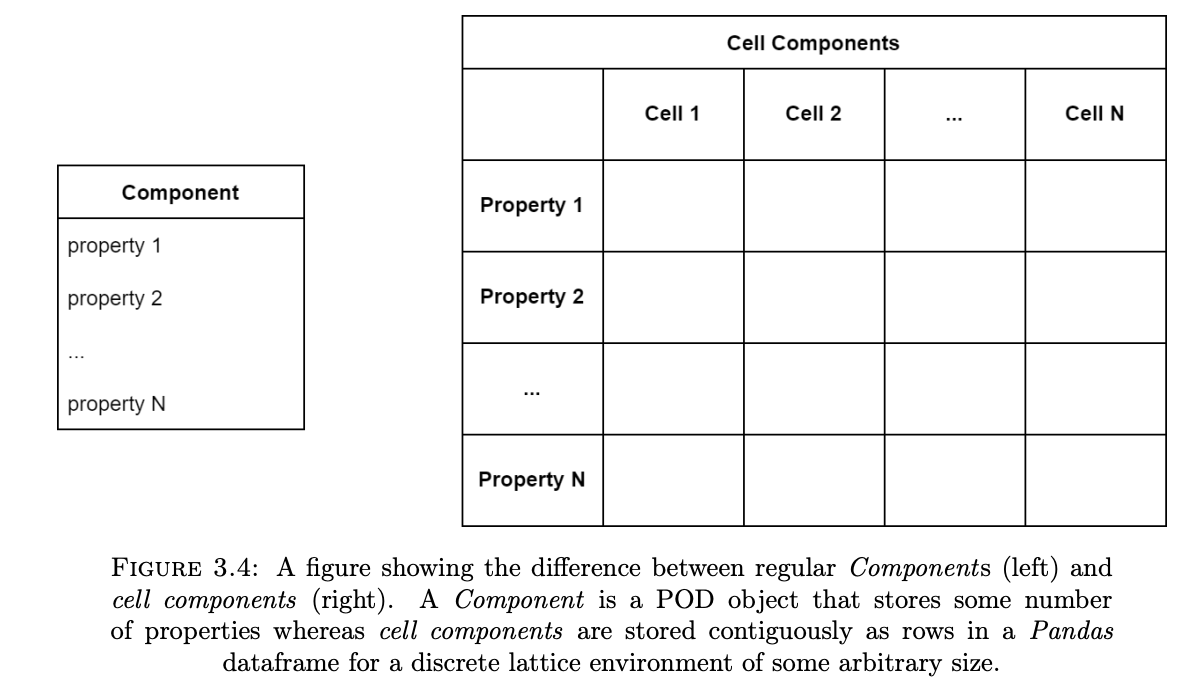 Component
property 1
property 2
...
property N
Cell Components
Cell 1 Cell 2 ... Cell N
Property 1
Property 2
...
Property N
FIGURE 3.4: A figure showing the difference between regular Components (left) and
cell components (right). A Component is a POD object that stores some number
of properties whereas cell components are stored contiguously as rows in a Pandas
dataframe for a discrete lattice environment of some arbitrary size.